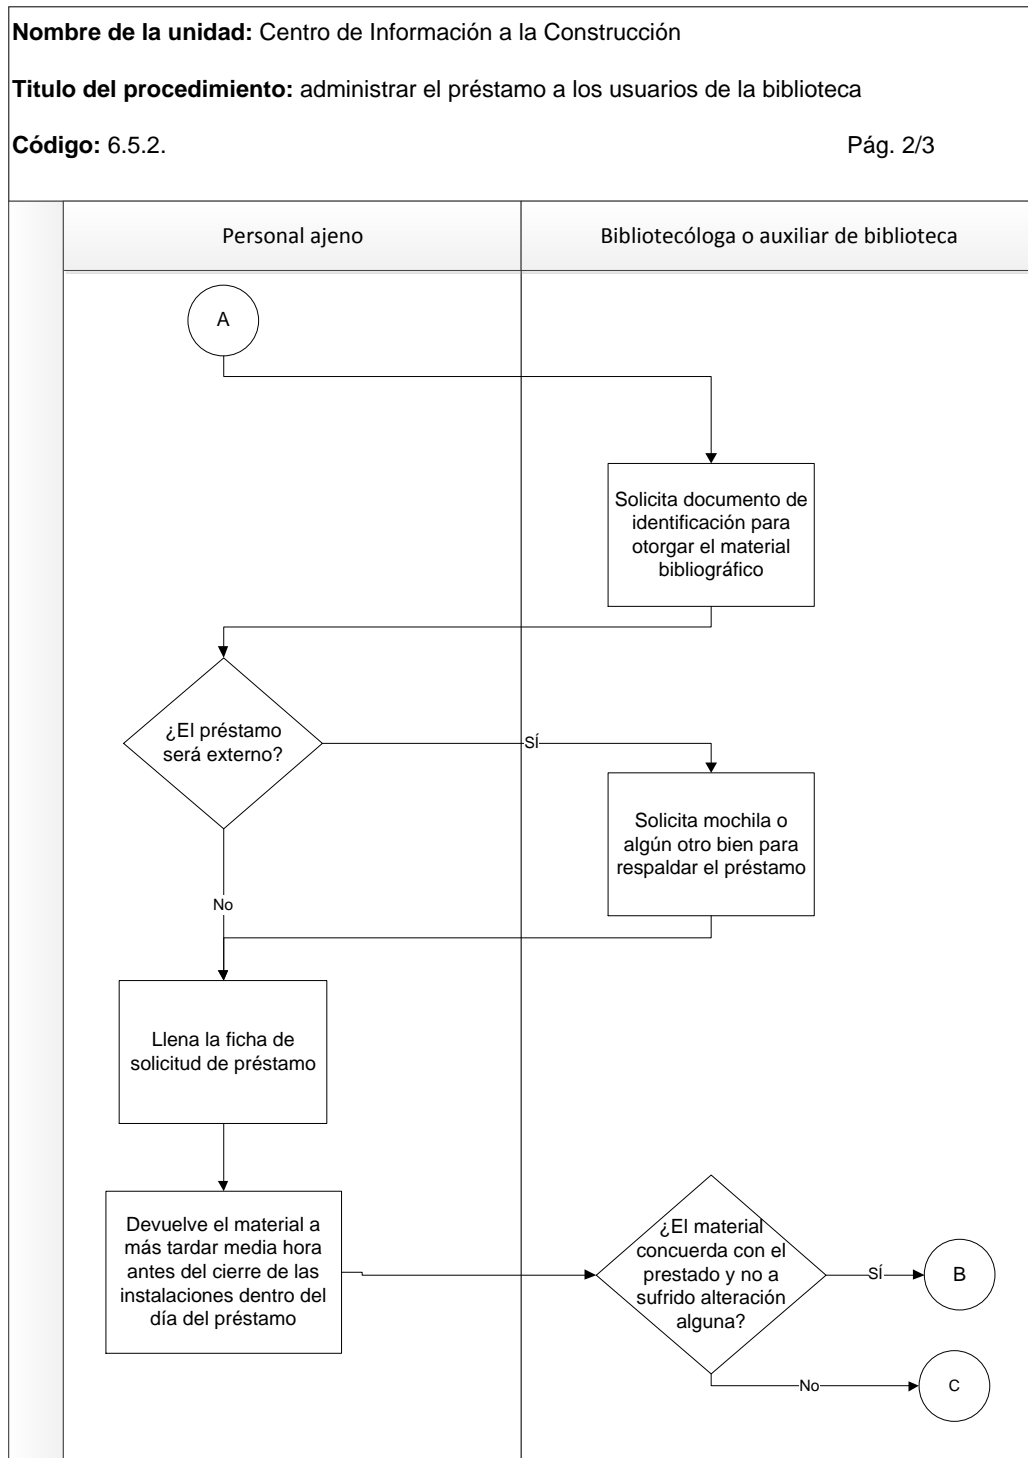 Nombre de la unidad: Centro de Información a la Construcción
Titulo del procedimiento: administrar el préstamo a los usuarios de la biblioteca
Código: 6.5.2. Pág. 2/3
Personal ajeno
Bibliotecóloga o auxiliar de biblioteca
A
Solicita documento de
identificación para
otorgar el material
bibliográfico
¿El préstamo
será externo?
SÍ
Solicita mochila o
algún otro bien para
respaldar el préstamo
No
Llena la ficha de
solicitud de préstamo
Devuelve el material a
más tardar media hora
antes del cierre de las
instalaciones dentro del
día del préstamo
¿El material
concuerda con el
prestado y no a
sufrido alteración
alguna?
SÍ
B
No
C